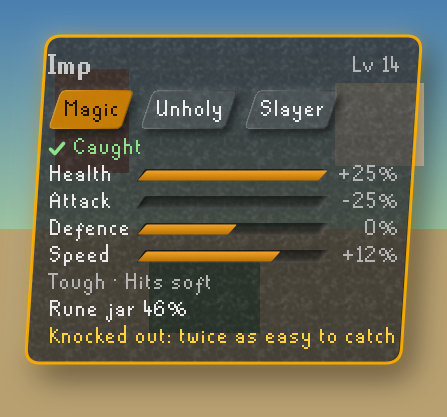 Imp Lv 14
Magic Unholy Slayer
✓ Caught
Health +25%
Attack -25%
Defence 0%
Speed +12%
Tough · Hits soft
Rune jar 46%
Knocked out: twice as easy to catch